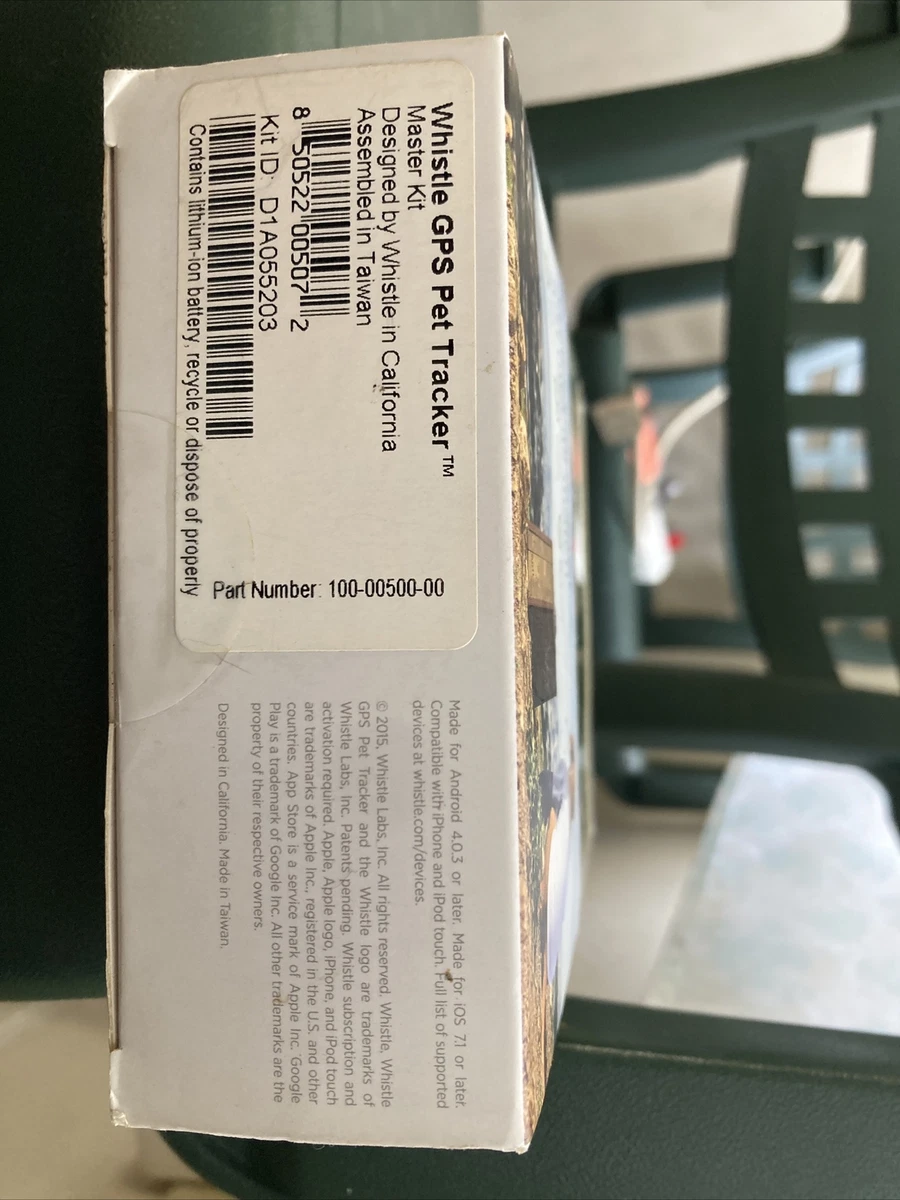 Whistle GPS Pet Tracker™
Master Kit
Designed by Whistle in California
Assembled in Taiwan
8 50522 00507 2
Kit ID: D1A055203
Contains lithium-ion battery, recycle or dispose of properly
Part Number: 100-00500-00
Made for Android 4.0.3 or later. Made for iOS 7.1 or later.
Compatible with iPhone and iPod touch. Full list of supported
devices at whistle.com/devices.
© 2015, Whistle Labs, Inc. All rights reserved. Whistle, Whistle
GPS Pet Tracker and the Whistle logo are trademarks of
Whistle Labs, Inc. Patents pending. Whistle subscription and
activation required. Apple, Apple logo, iPhone, and iPod touch
are trademarks of Apple Inc., registered in the U.S. and other
countries. App Store is a service mark of Apple Inc. Google
Play is a trademark of Google Inc. All other trademarks are the
property of their respective owners.
Designed in California. Made in Taiwan.